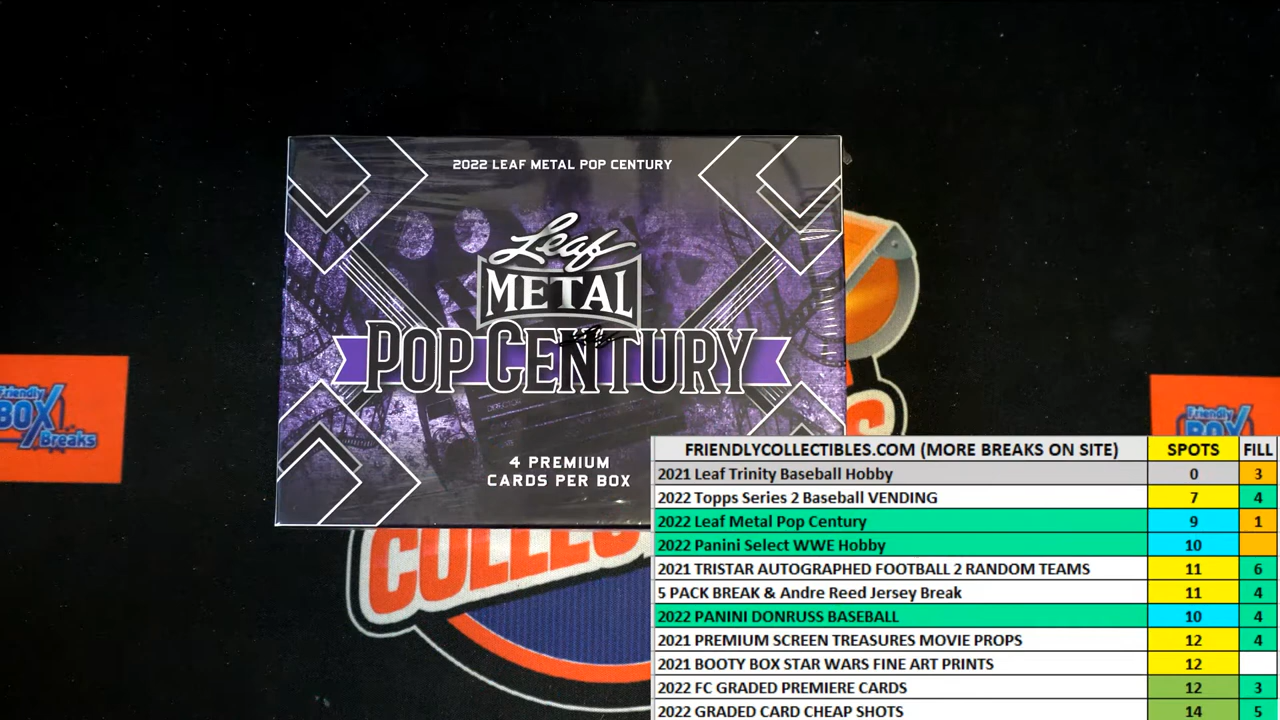 2022 LEAF METAL POP CENTURY
Leaf
METAL
POP CENTURY
4 PREMIUM
CARDS PER BOX
Friendly
BOX
Breaks
Friendly
BOX
COLLEC
FRIENDLYCOLLECTIBLES.COM (MORE BREAKS ON SITE) SPOTS FILL
2021 Leaf Trinity Baseball Hobby 0 3
2022 Topps Series 2 Baseball VENDING 7 4
2022 Leaf Metal Pop Century 9 1
2022 Panini Select WWE Hobby 10
2021 TRISTAR AUTOGRAPHED FOOTBALL 2 RANDOM TEAMS 11 6
5 PACK BREAK & Andre Reed Jersey Break 11 4
2022 PANINI DONRUSS BASEBALL 10 4
2021 PREMIUM SCREEN TREASURES MOVIE PROPS 12 4
2021 BOOTY BOX STAR WARS FINE ART PRINTS 12
2022 FC GRADED PREMIERE CARDS 12 3
2022 GRADED CARD CHEAP SHOTS 14 5